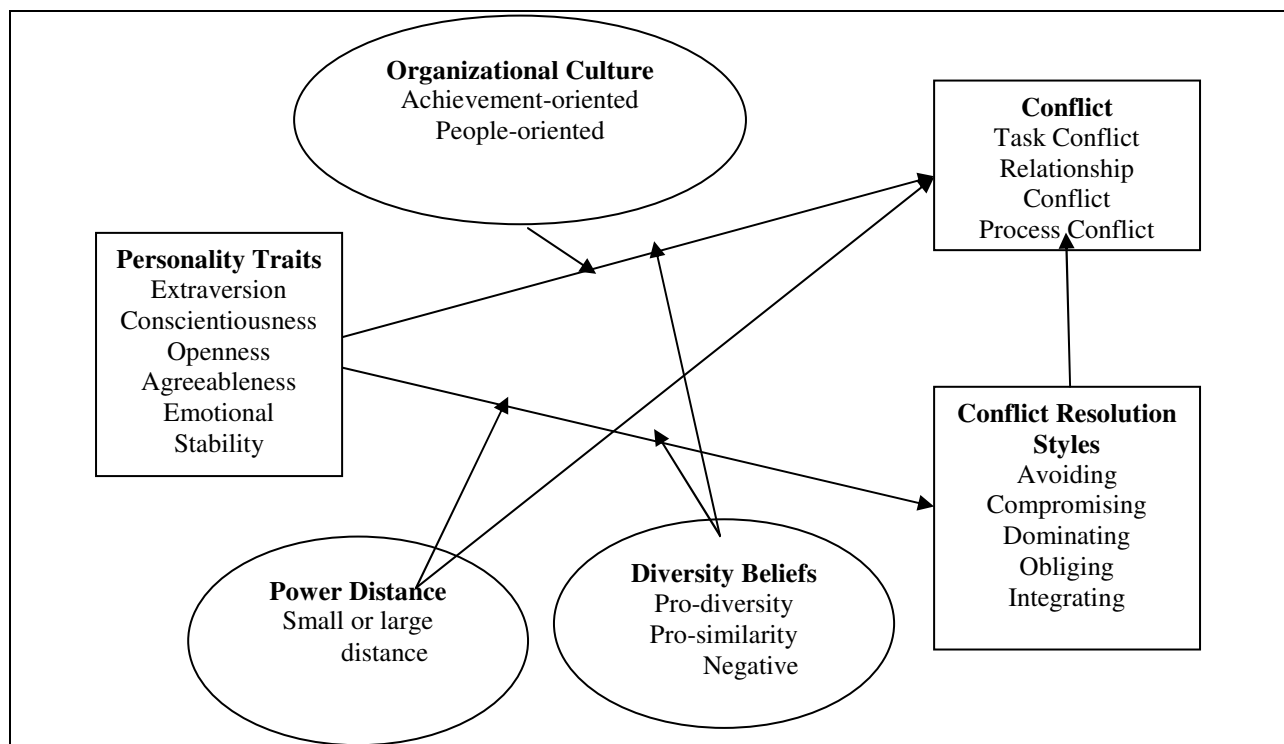 Organizational Culture
Achievement-oriented
People-oriented
Conflict
Task Conflict
Relationship
Conflict
Process Conflict
Personality Traits
Extraversion
Conscientiousness
Openness
Agreeableness
Emotional
Stability
Conflict Resolution
Styles
Avoiding
Compromising
Dominating
Obliging
Integrating
Power Distance
Small or large
distance
Diversity Beliefs
Pro-diversity
Pro-similarity
Negative